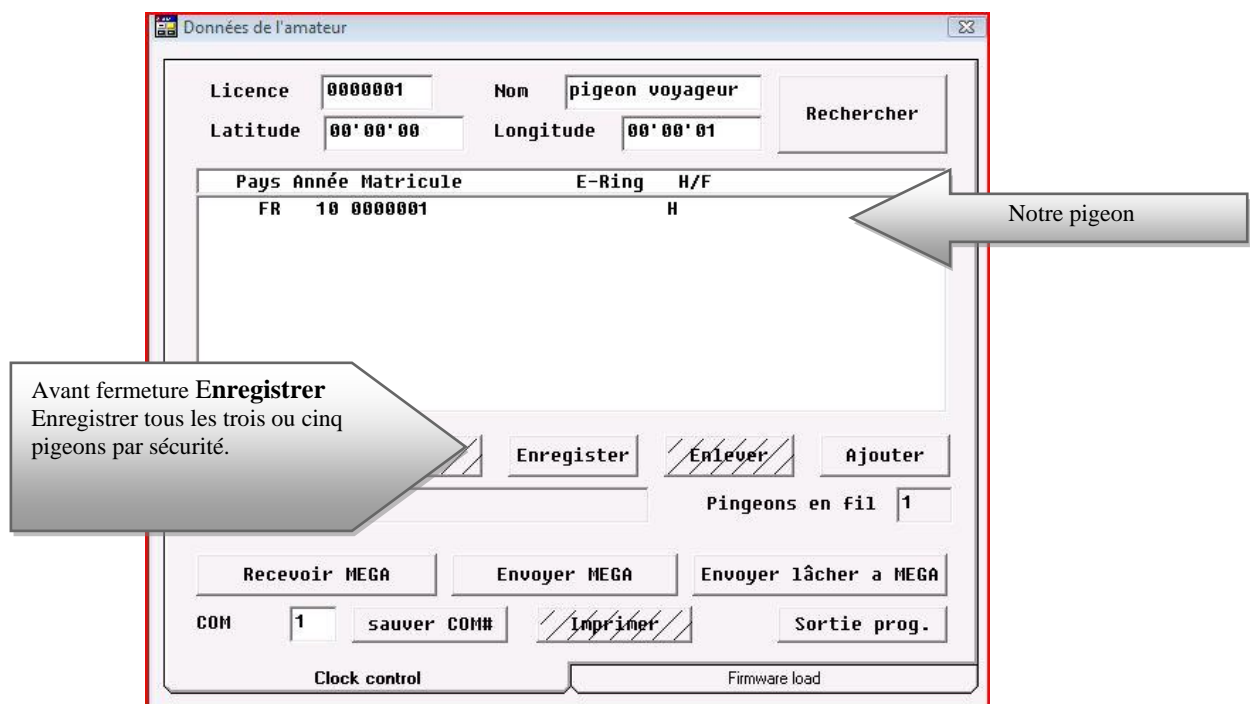 Données de l'amateur
Licence 0000001 Nom pigeon voyageur Rechercher
Latitude 00'00'00 Longitude 00'00'01
Pays Année Matricule E-Ring H/F
FR 10 0000001 H
Notre pigeon
Avant fermeture Enregistrer
Enregistrer tous les trois ou cinq
pigeons par sécurité.
Enregister Enlever Ajouter
Pingeons en fil 1
Recevoir MEGA Envoyer MEGA Envoyer lâcher a MEGA
COM 1 sauver COM# Imprimer Sortie prog.
Clock control Firmware load